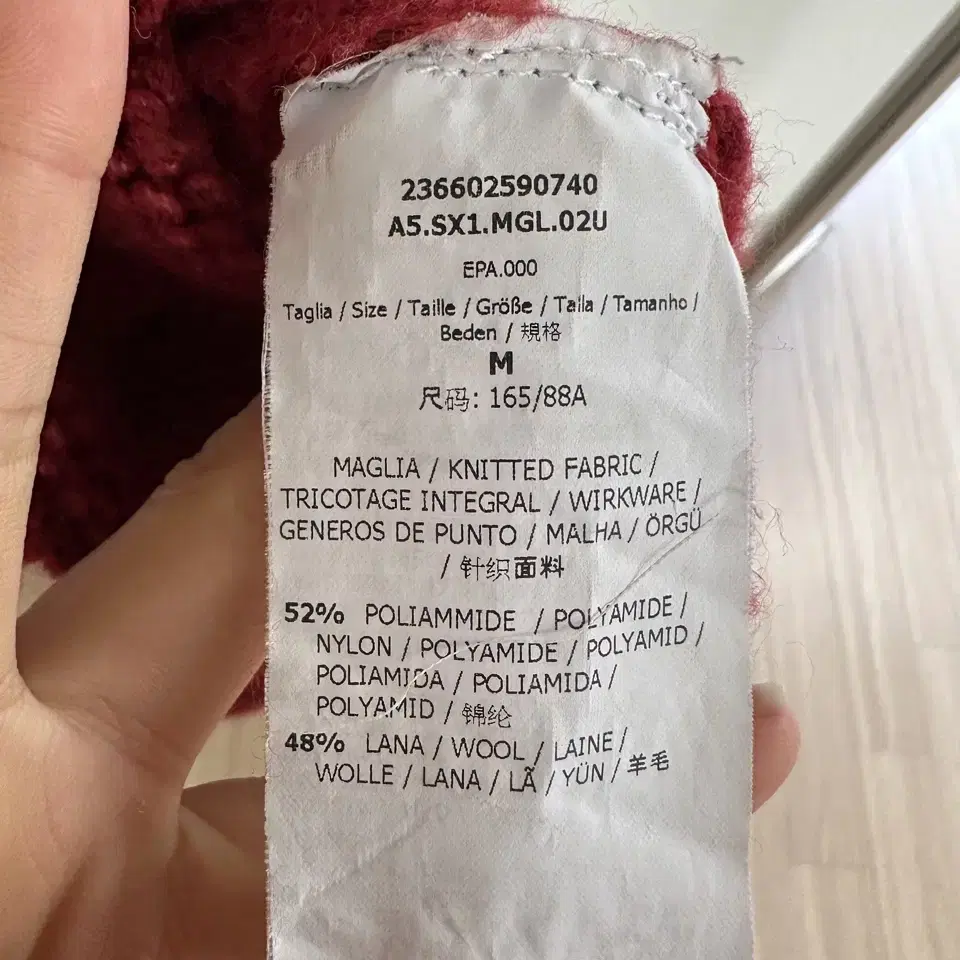 236602590740
A5.SX1.MGL.02U
EPA.000
Taglia / Size / Taille / Größe / Talla / Tamanho /
Beden / 規格
M
尺码: 165/88A
MAGLIA / KNITTED FABRIC /
TRICOTAGE INTEGRAL / WIRKWARE /
GENEROS DE PUNTO / MALHA / ÖRGÜ
/ 针织面料
52% POLIAMMIDE / POLYAMIDE /
NYLON / POLYAMIDE / POLYAMID /
POLIAMIDA / POLIAMIDA /
POLYAMID / 锦纶
48% LANA / WOOL / LAINE /
WOLLE / LANA / LÃ / YÜN / 羊毛